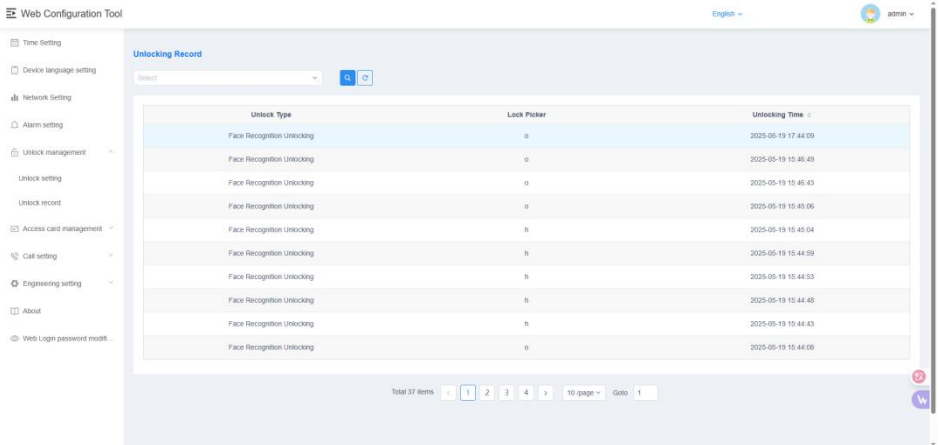 Web Configuration Tool
English
admin
Time Setting
Device language setting
Network Setting
Alarm setting
Unlock management
Unlock setting
Unlock record
Access card management
Call setting
Engineering setting
About
Web Login password modifi...
Unlocking Record
Select
Unlock Type Lock Picker Unlocking Time
Face Recognition Unlocking o 2025-05-19 17:44:09
Face Recognition Unlocking o 2025-05-19 15:46:49
Face Recognition Unlocking o 2025-05-19 15:46:43
Face Recognition Unlocking o 2025-05-19 15:45:06
Face Recognition Unlocking h 2025-05-19 15:45:04
Face Recognition Unlocking h 2025-05-19 15:44:59
Face Recognition Unlocking h 2025-05-19 15:44:53
Face Recognition Unlocking h 2025-05-19 15:44:48
Face Recognition Unlocking h 2025-05-19 15:44:43
Face Recognition Unlocking o 2025-05-19 15:44:08
Total 37 items < 1 2 3 4 > 10 /page Goto 1